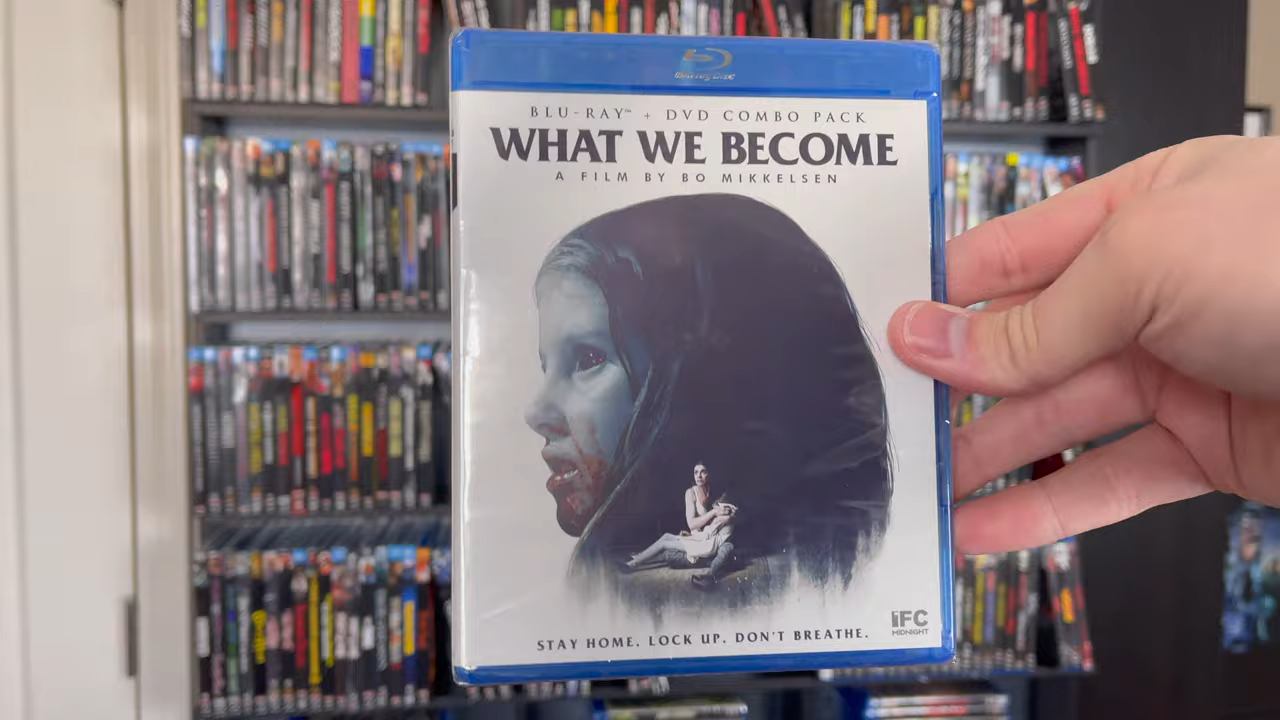 Blu-ray Disc
BLU-RAY™ + DVD COMBO PACK
WHAT WE BECOME
A FILM BY BO MIKKELSEN
IFC
MIDNIGHT
STAY HOME. LOCK UP. DON'T BREATHE.